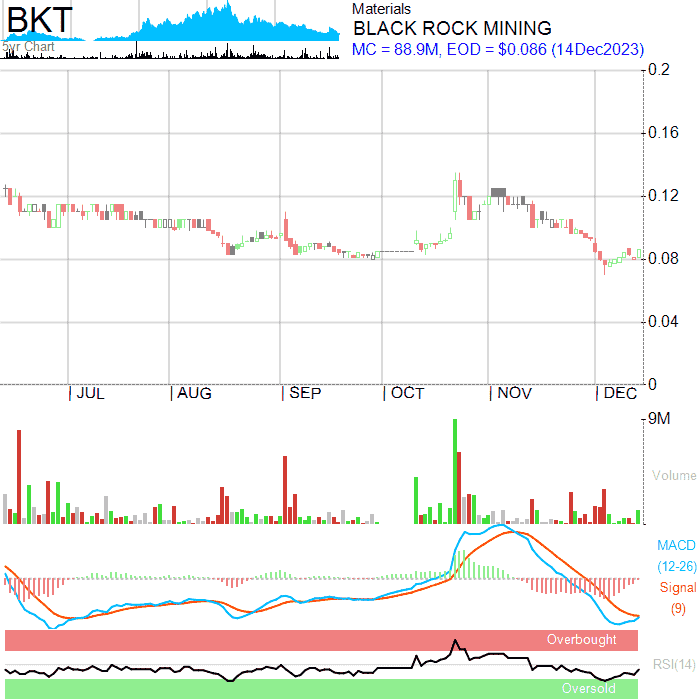 BKT
5yr Chart
Materials
BLACK ROCK MINING
MC = 88.9M, EOD = $0.086 (14Dec2023)
0.2
0.16
0.12
0.08
0.04
0
JUL AUG SEP OCT NOV DEC
9M
Volume
MACD
(12-26)
Signal
(9)
Overbought
RSI(14)
Oversold